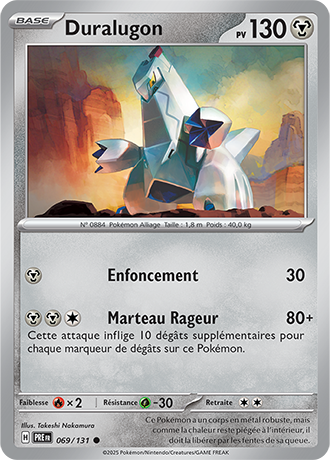 BASE
Duralugon
PV 130
N° 0884 Pokémon Alliage Taille : 1,8 m Poids : 40,0 kg
Enfoncement 30
Marteau Rageur 80+
Cette attaque inflige 10 dégâts supplémentaires pour
chaque marqueur de dégâts sur ce Pokémon.
Faiblesse ×2 Résistance -30 Retraite
Illus. Takeshi Nakamura
H PRE FR 069/131
Ce Pokémon a un corps en métal robuste, mais
comme la chaleur reste piégée à l'intérieur, il
doit la libérer par les fentes de sa queue.
©2025 Pokémon/Nintendo/Creatures/GAME FREAK